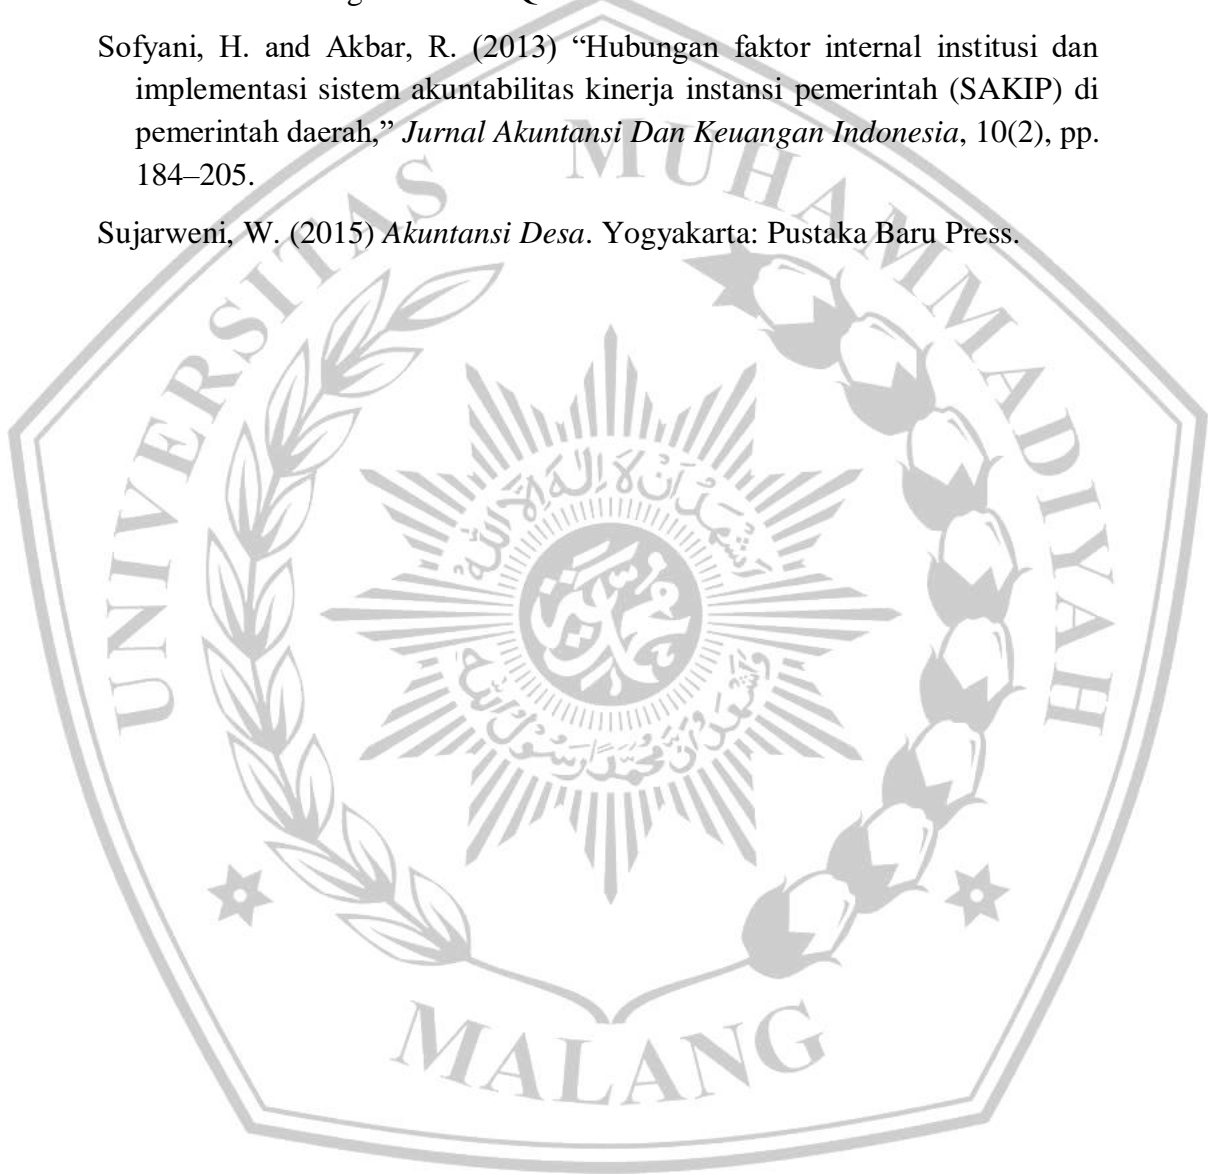 Sofyani, H. and Akbar, R. (2013) “Hubungan faktor internal institusi dan
implementasi sistem akuntabilitas kinerja instansi pemerintah (SAKIP) di
pemerintah daerah,” Jurnal Akuntansi Dan Keuangan Indonesia, 10(2), pp.
184–205.
Sujarweni, W. (2015) Akuntansi Desa. Yogyakarta: Pustaka Baru Press.
UNIVERSITAS MUHAMMADIYAH
MALANG